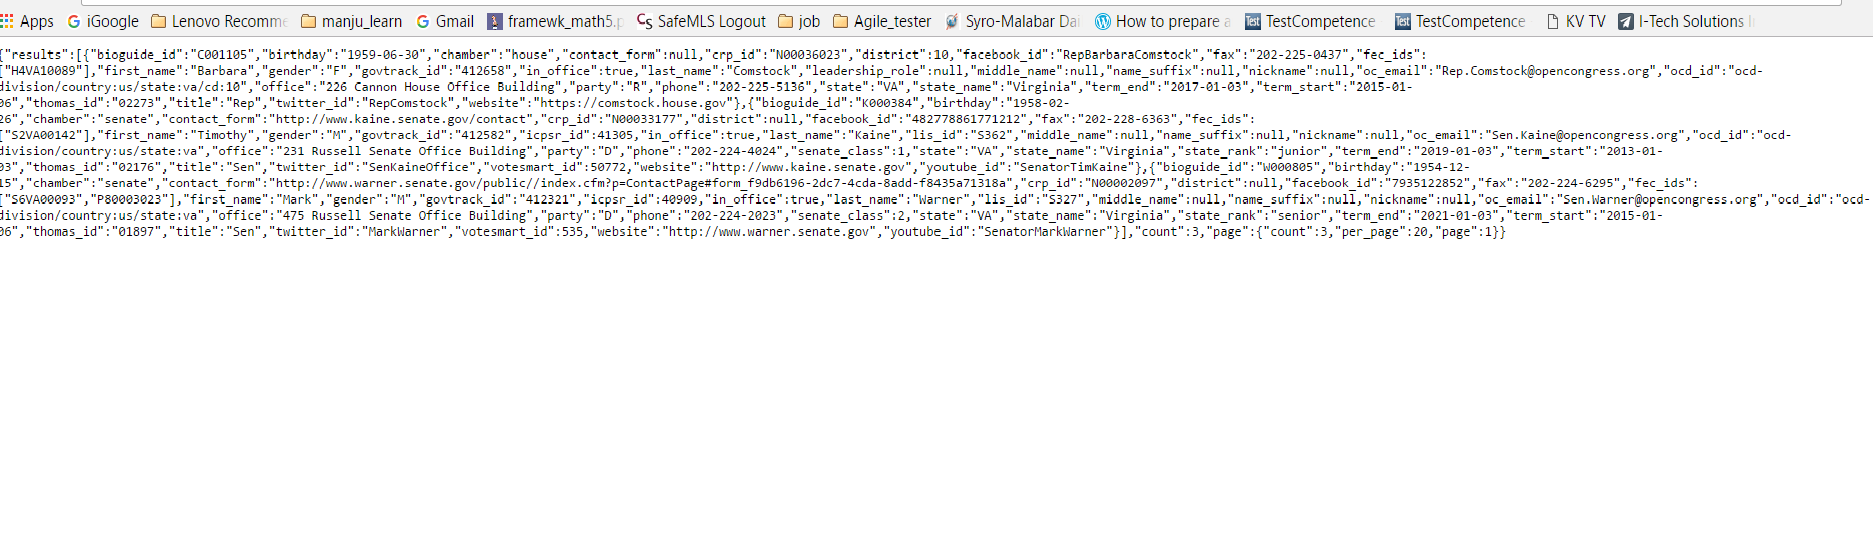 Apps iGoogle Lenovo Recomme manju_learn Gmail framewk_math5.p SafeMLS Logout job Agile_tester Syro-Malabar Dai How to prepare a TestCompetence TestCompetence KV TV I-Tech Solutions I
{"results":[{"bioguide_id":"C001105","birthday":"1959-06-30","chamber":"house","contact_form":null,"crp_id":"N00036023","district":10,"facebook_id":"RepBarbaraComstock","fax":"202-225-0437","fec_ids":
["H4VA10089"],"first_name":"Barbara","gender":"F","govtrack_id":"412658","in_office":true,"last_name":"Comstock","leadership_role":null,"middle_name":null,"name_suffix":null,"nickname":null,"oc_email":"Rep.Comstock@opencongress.org","ocd_id":"ocd-
division/country:us/state:va/cd:10","office":"226 Cannon House Office Building","party":"R","phone":"202-225-5136","state":"VA","state_name":"Virginia","term_end":"2017-01-03","term_start":"2015-01-
06","thomas_id":"02273","title":"Rep","twitter_id":"RepComstock","website":"https://comstock.house.gov"},{"bioguide_id":"K000384","birthday":"1958-02-
26","chamber":"senate","contact_form":"http://www.kaine.senate.gov/contact","crp_id":"N00033177","district":null,"facebook_id":"482778861771212","fax":"202-228-6363","fec_ids":
["S2VA00142"],"first_name":"Timothy","gender":"M","govtrack_id":"412582","icpsr_id":41305,"in_office":true,"last_name":"Kaine","lis_id":"S362","middle_name":null,"name_suffix":null,"nickname":null,"oc_email":"Sen.Kaine@opencongress.org","ocd_id":"ocd-
division/country:us/state:va","office":"231 Russell Senate Office Building","party":"D","phone":"202-224-4024","senate_class":1,"state":"VA","state_name":"Virginia","state_rank":"junior","term_end":"2019-01-03","term_start":"2013-01-
03","thomas_id":"02176","title":"Sen","twitter_id":"SenKaineOffice","votesmart_id":50772,"website":"http://www.kaine.senate.gov","youtube_id":"SenatorTimKaine"},{"bioguide_id":"W000805","birthday":"1954-12-
15","chamber":"senate","contact_form":"http://www.warner.senate.gov/public//index.cfm?p=ContactPage#form_f9db6196-2dc7-4cda-8add-f8435a71318a","crp_id":"N00002097","district":null,"facebook_id":"7935122852","fax":"202-224-6295","fec_ids":
["S6VA00093","P80003023"],"first_name":"Mark","gender":"M","govtrack_id":"412321","icpsr_id":40909,"in_office":true,"last_name":"Warner","lis_id":"S327","middle_name":null,"name_suffix":null,"nickname":null,"oc_email":"Sen.Warner@opencongress.org","ocd_id":"ocd-
division/country:us/state:va","office":"475 Russell Senate Office Building","party":"D","phone":"202-224-2023","senate_class":2,"state":"VA","state_name":"Virginia","state_rank":"senior","term_end":"2021-01-03","term_start":"2015-01-
06","thomas_id":"01897","title":"Sen","twitter_id":"MarkWarner","votesmart_id":535,"website":"http://www.warner.senate.gov","youtube_id":"SenatorMarkWarner"}],"count":3,"page":{"count":3,"per_page":20,"page":1}}